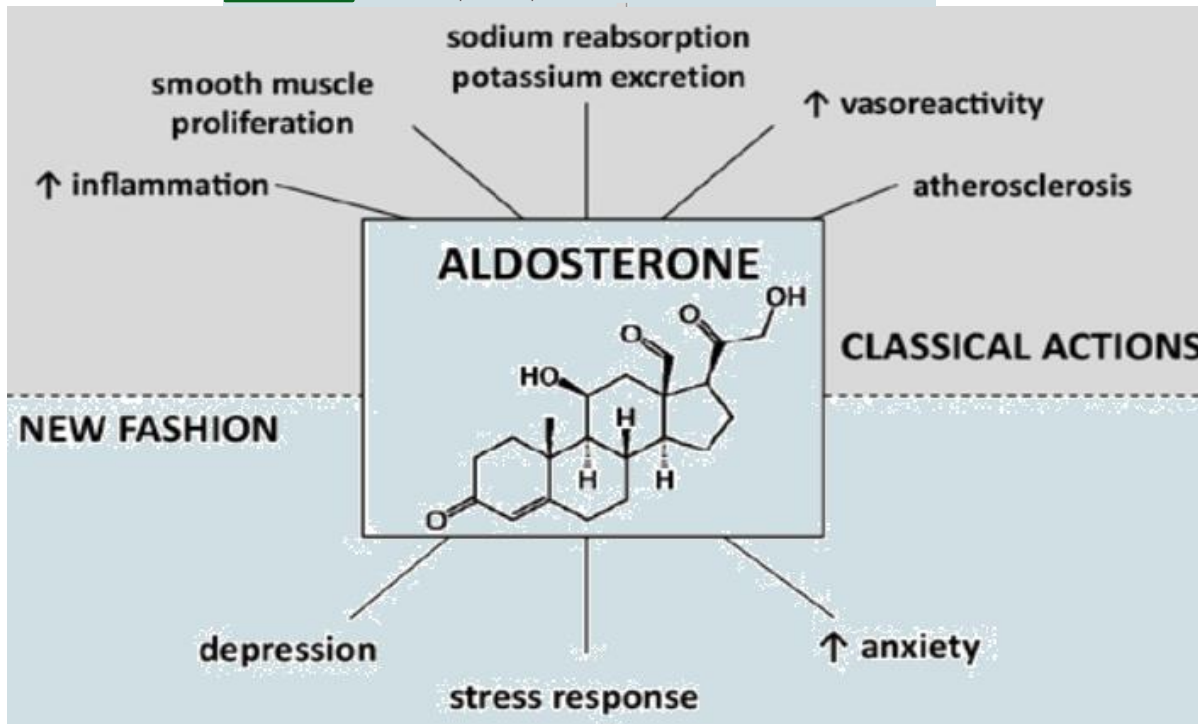 sodium reabsorption
potassium excretion
smooth muscle
proliferation
↑ vasoreactivity
↑ inflammation
atherosclerosis
ALDOSTERONE
OH
O
O
HO
H
H
H
O
CLASSICAL ACTIONS
NEW FASHION
depression
↑ anxiety
stress response